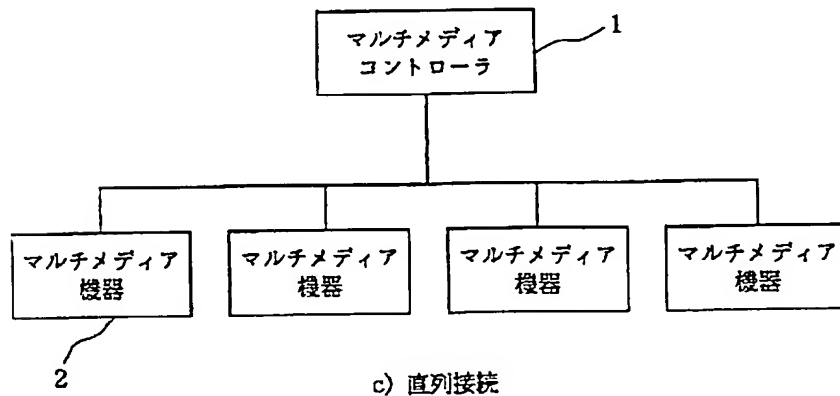 マルチメディア
コントローラ
1
マルチメディア
機器
マルチメディア
機器
マルチメディア
機器
マルチメディア
機器
2
c) 直列接続